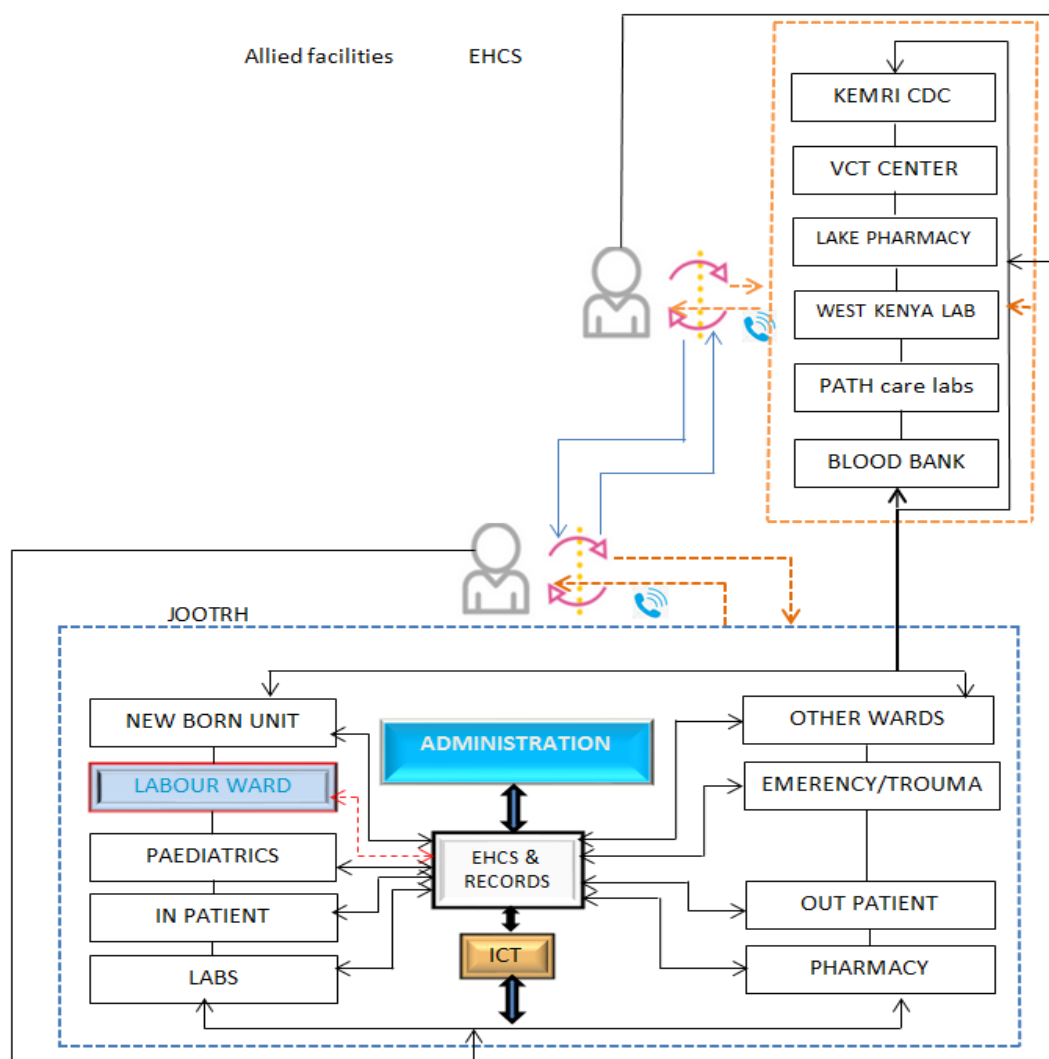 Allied facilities EHCS
KEMRI CDC
VCT CENTER
LAKE PHARMACY
WEST KENYA LAB
PATH care labs
BLOOD BANK
JOOTRH
NEW BORN UNIT
LABOUR WARD
PAEDIATRICS
IN PATIENT
LABS
ADMINISTRATION
EHCS &
RECORDS
ICT
OTHER WARDS
EMERENCY/TRAUMA
OUT PATIENT
PHARMACY